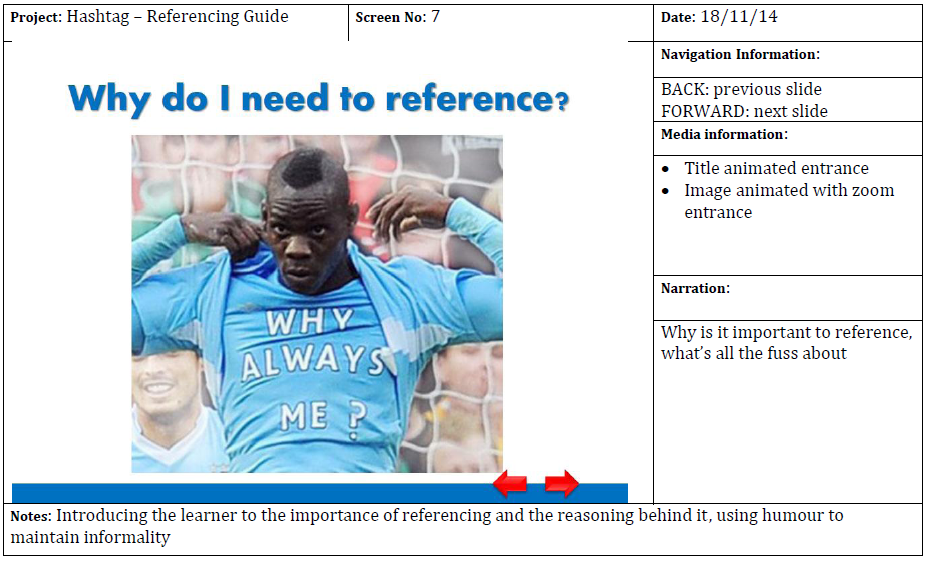 Project: Hashtag – Referencing Guide
Screen No: 7
Date: 18/11/14
Why do I need to reference?
WHY
ALWAYS
ME ?
Navigation Information:
BACK: previous slide
FORWARD: next slide
Media information:
• Title animated entrance
• Image animated with zoom
entrance
Narration:
Why is it important to reference,
what’s all the fuss about
Notes: Introducing the learner to the importance of referencing and the reasoning behind it, using humour to
maintain informality